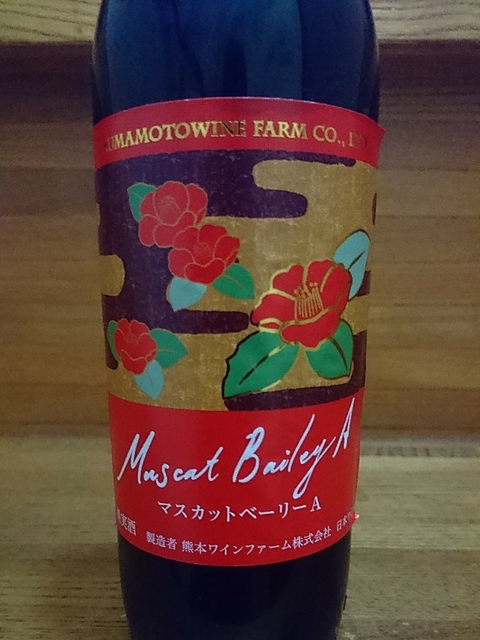 KUMAMOTOWINE FARM CO.,
Muscat Bailey A
マスカットベーリーA
果実酒 製造者 熊本ワインファーム株式会社 日本